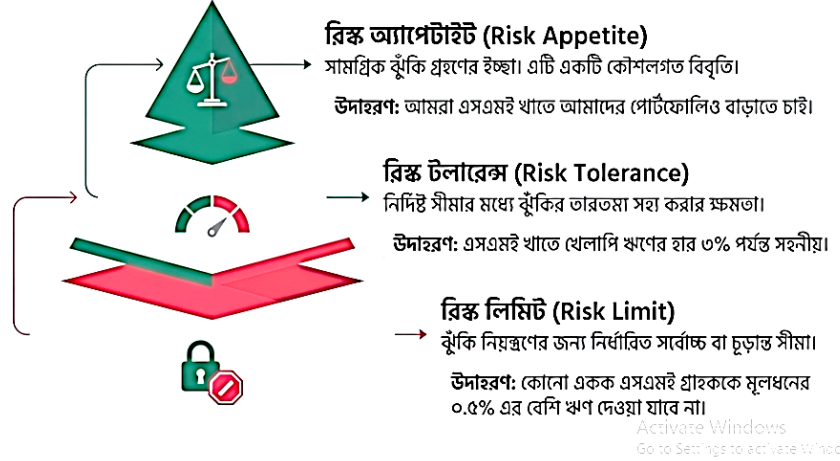 রিস্ক অ্যাপেটাইট (Risk Appetite)
সামগ্রিক ঝুঁকি গ্রহণের ইচ্ছা। এটি একটি কৌশলগত বিবৃতি।
উদাহরণ: আমরা এসএমই খাতে আমাদের পোর্টফোলিও বাড়াতে চাই।
রিস্ক টলারেন্স (Risk Tolerance)
নির্দিষ্ট সীমার মধ্যে ঝুঁকির তারতম্য সহ্য করার ক্ষমতা।
উদাহরণ: এসএমই খাতে খেলাপি ঋণের হার ৩% পর্যন্ত সহনীয়।
রিস্ক লিমিট (Risk Limit)
ঝুঁকি নিয়ন্ত্রণের জন্য নির্ধারিত সর্বোচ্চ বা চূড়ান্ত সীমা।
উদাহরণ: কোনো একক এসএমই গ্রাহককে মূলধনের
০.৫% এর বেশি ঋণ দেওয়া যাবে না।
Activate Windows
Go to Settings to activate Windo